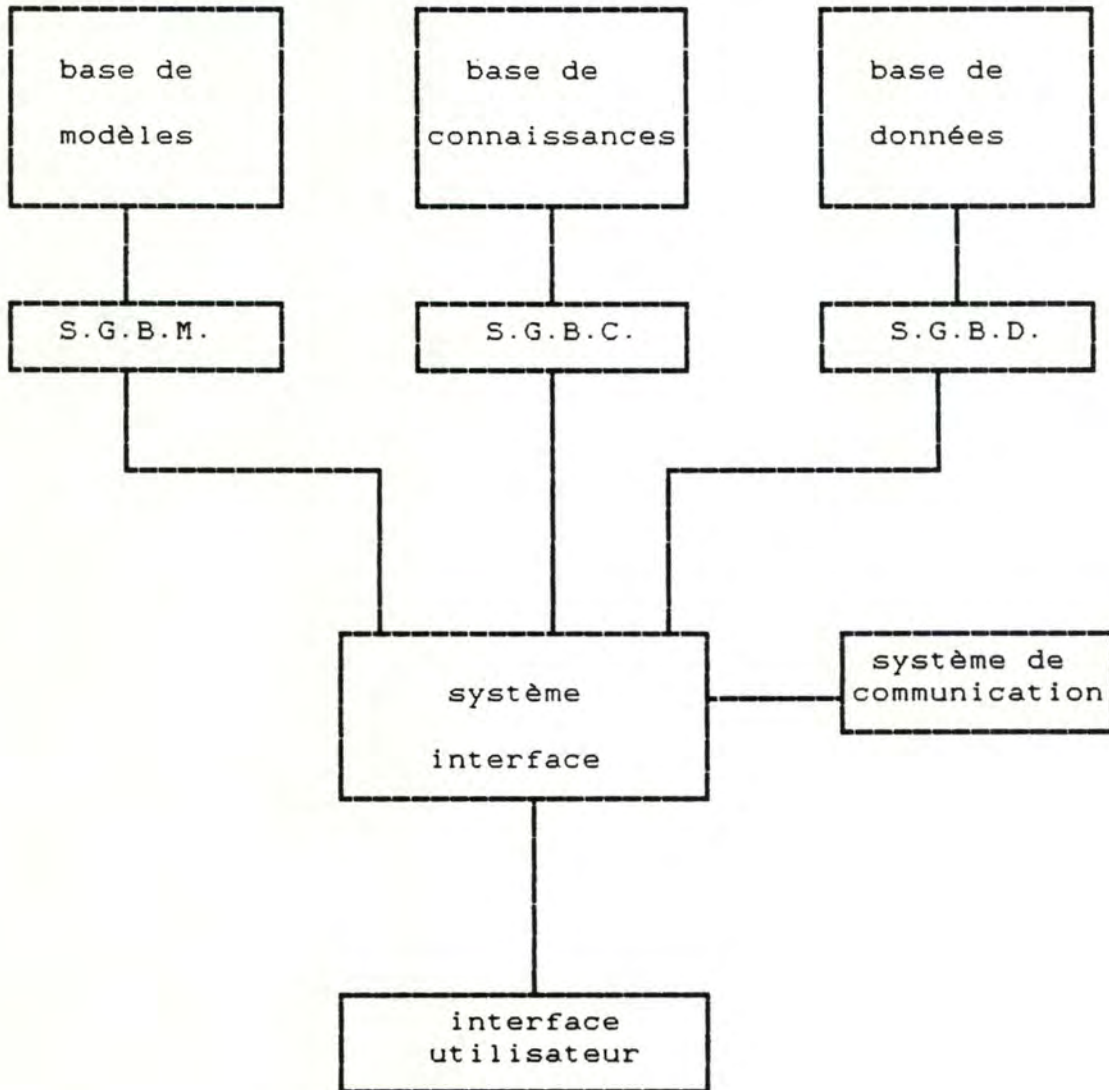 base de
modèles
base de
connaissances
base de
données
S.G.B.M.
S.G.B.C.
S.G.B.D.
système
interface
système de
communication
interface
utilisateur